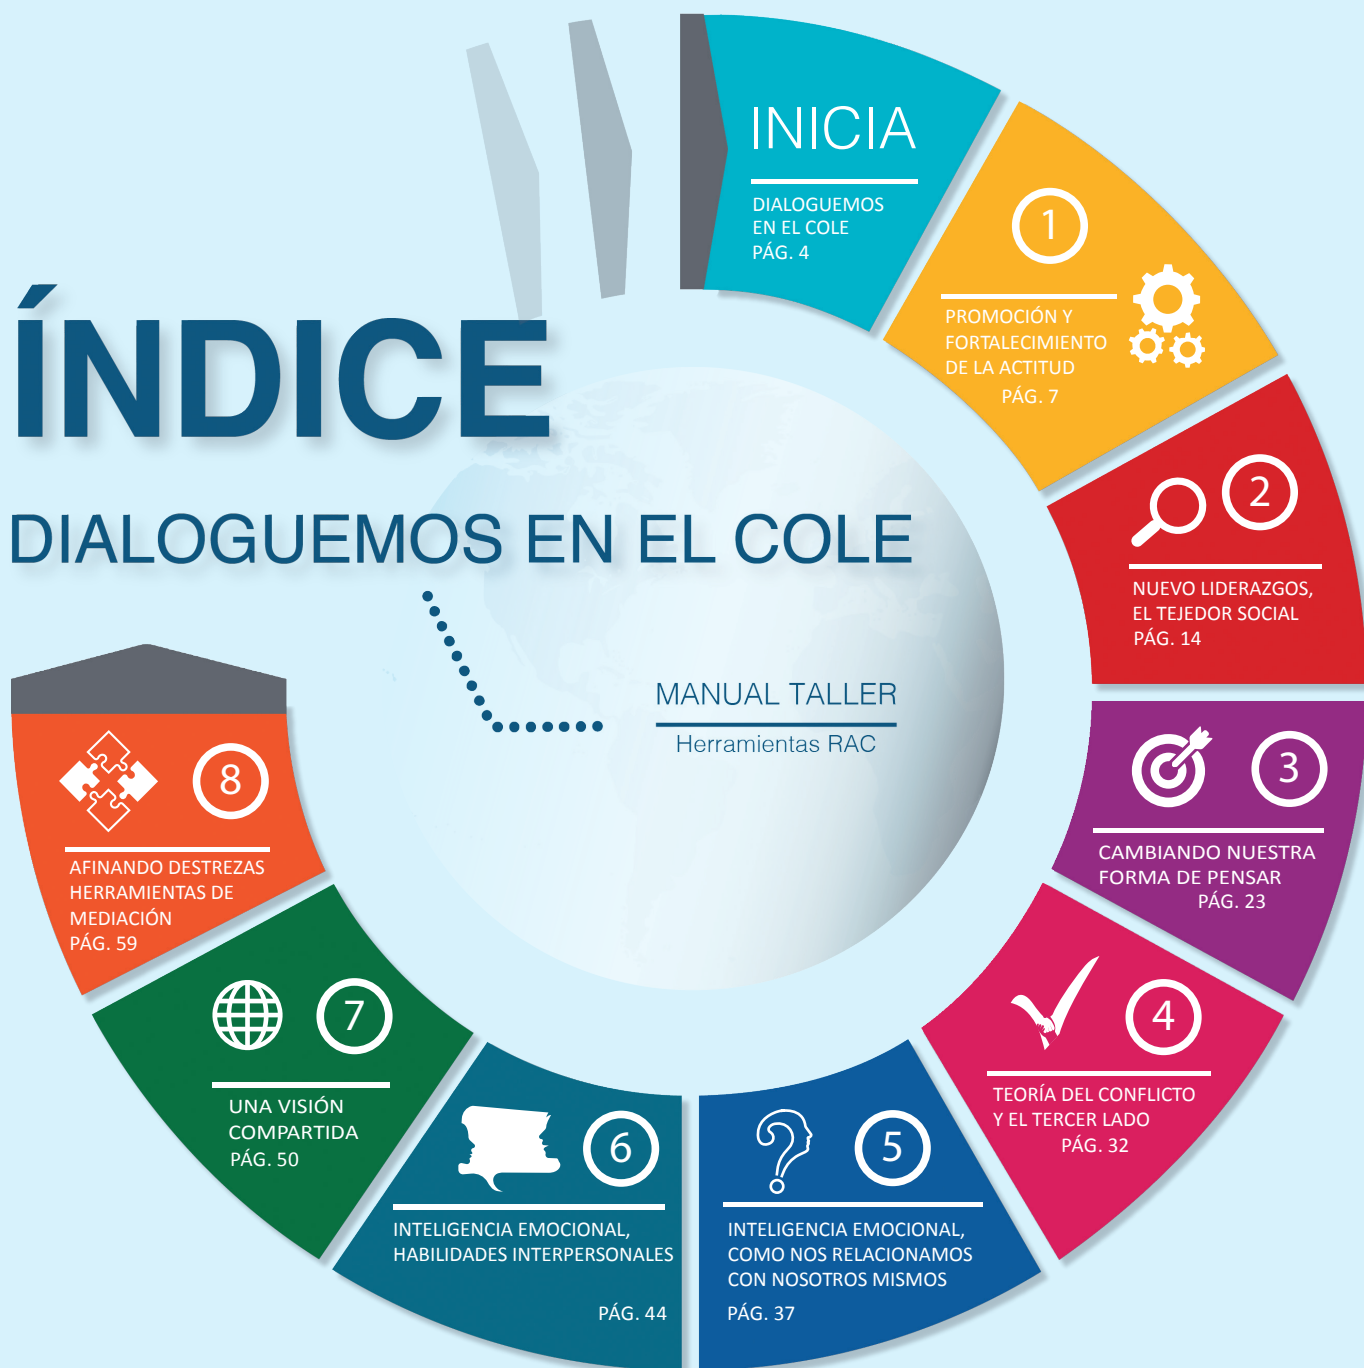 ÍNDICE
DIALOGUEMOS EN EL COLE
MANUAL TALLER
Herramientas RAC
INICIA
DIALOGUEMOS
EN EL COLE
PÁG. 4
1
PROMOCIÓN Y
FORTALECIMIENTO
DE LA ACTITUD
PÁG. 7
2
NUEVO LIDERAZGOS,
EL TEJEDOR SOCIAL
PÁG. 14
3
CAMBIANDO NUESTRA
FORMA DE PENSAR
PÁG. 23
4
TEORÍA DEL CONFLICTO
Y EL TERCER LADO
PÁG. 32
5
INTELIGENCIA EMOCIONAL,
COMO NOS RELACIONAMOS
CON NOSOTROS MISMOS
PÁG. 37
6
INTELIGENCIA EMOCIONAL,
HABILIDADES INTERPERSONALES
PÁG. 44
7
UNA VISIÓN
COMPARTIDA
PÁG. 50
8
AFINANDO DESTREZAS
HERRAMIENTAS DE
MEDIACIÓN
PÁG. 59